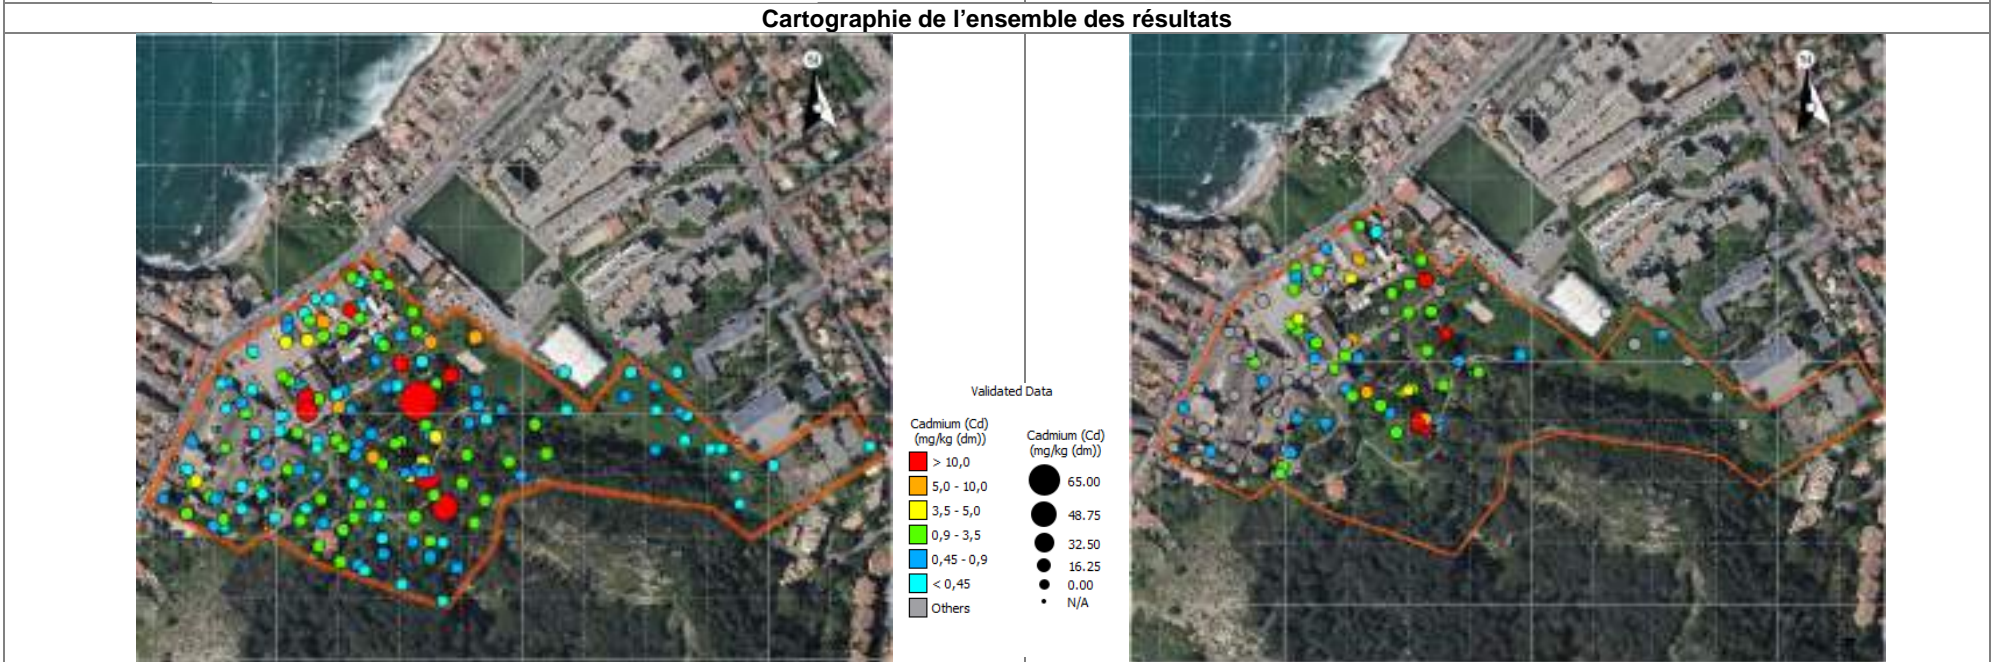 Cartographie de l'ensemble des résultats
N
N
Validated Data
Cadmium (Cd)
(mg/kg (dm))
> 10,0
5,0 - 10,0
3,5 - 5,0
0,9 - 3,5
0,45 - 0,9
< 0,45
Others
Cadmium (Cd)
(mg/kg (dm))
65.00
48.75
32.50
16.25
0.00
N/A